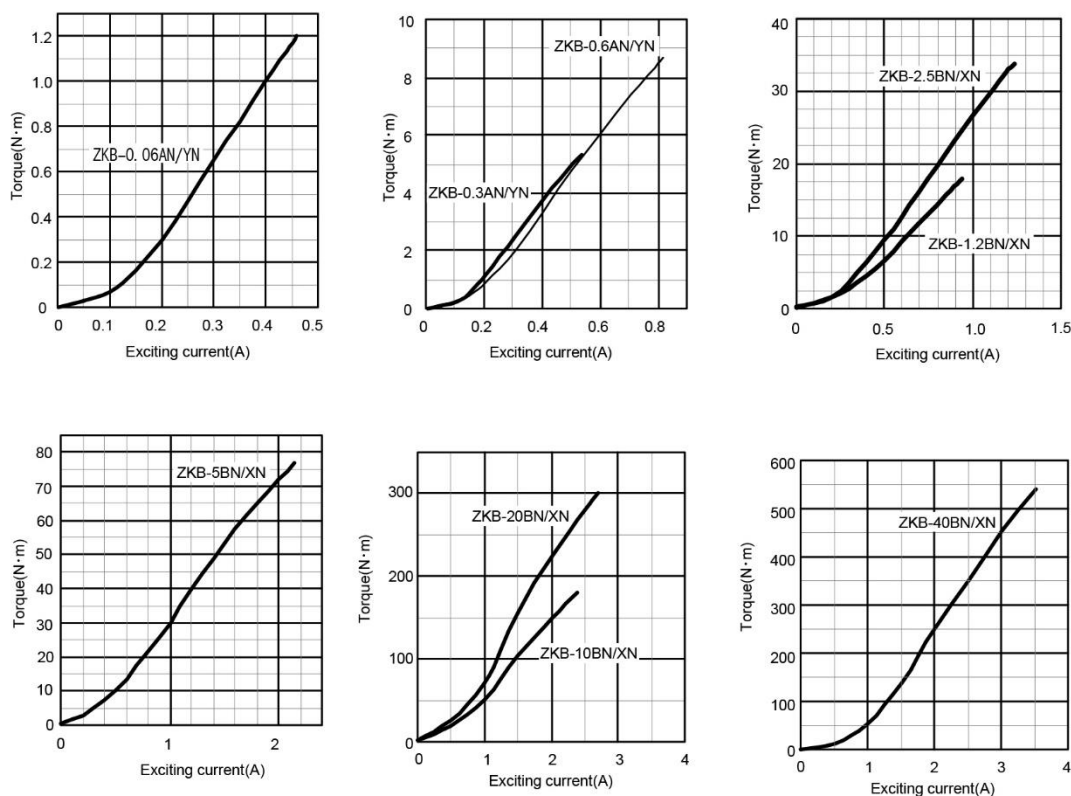 Torque(N·m)
1.2
1.0
0.8
0.6
0.4
0.2
0
ZKB-0.06AN/YN
0 0.1 0.2 0.3 0.4 0.5
Exciting current(A)
Torque(N·m)
10
8
6
4
2
0
ZKB-0.6AN/YN
ZKB-0.3AN/YN
0 0.2 0.4 0.6 0.8
Exciting current(A)
Torque(N·m)
40
30
20
10
0
ZKB-2.5BN/XN
ZKB-1.2BN/XN
0 0.5 1.0 1.5
Exciting current(A)
Torque(N·m)
80
75
60
50
40
30
20
10
0
ZKB-5BN/XN
0 1 2
Exciting current(A)
Torque(N·m)
300
200
100
0
ZKB-20BN/XN
ZKB-10BN/XN
0 1 2 3 4
Exciting current(A)
Torque(N·m)
600
500
400
300
200
100
0
ZKB-40BN/XN
0 1 2 3 4
Exciting current(A)